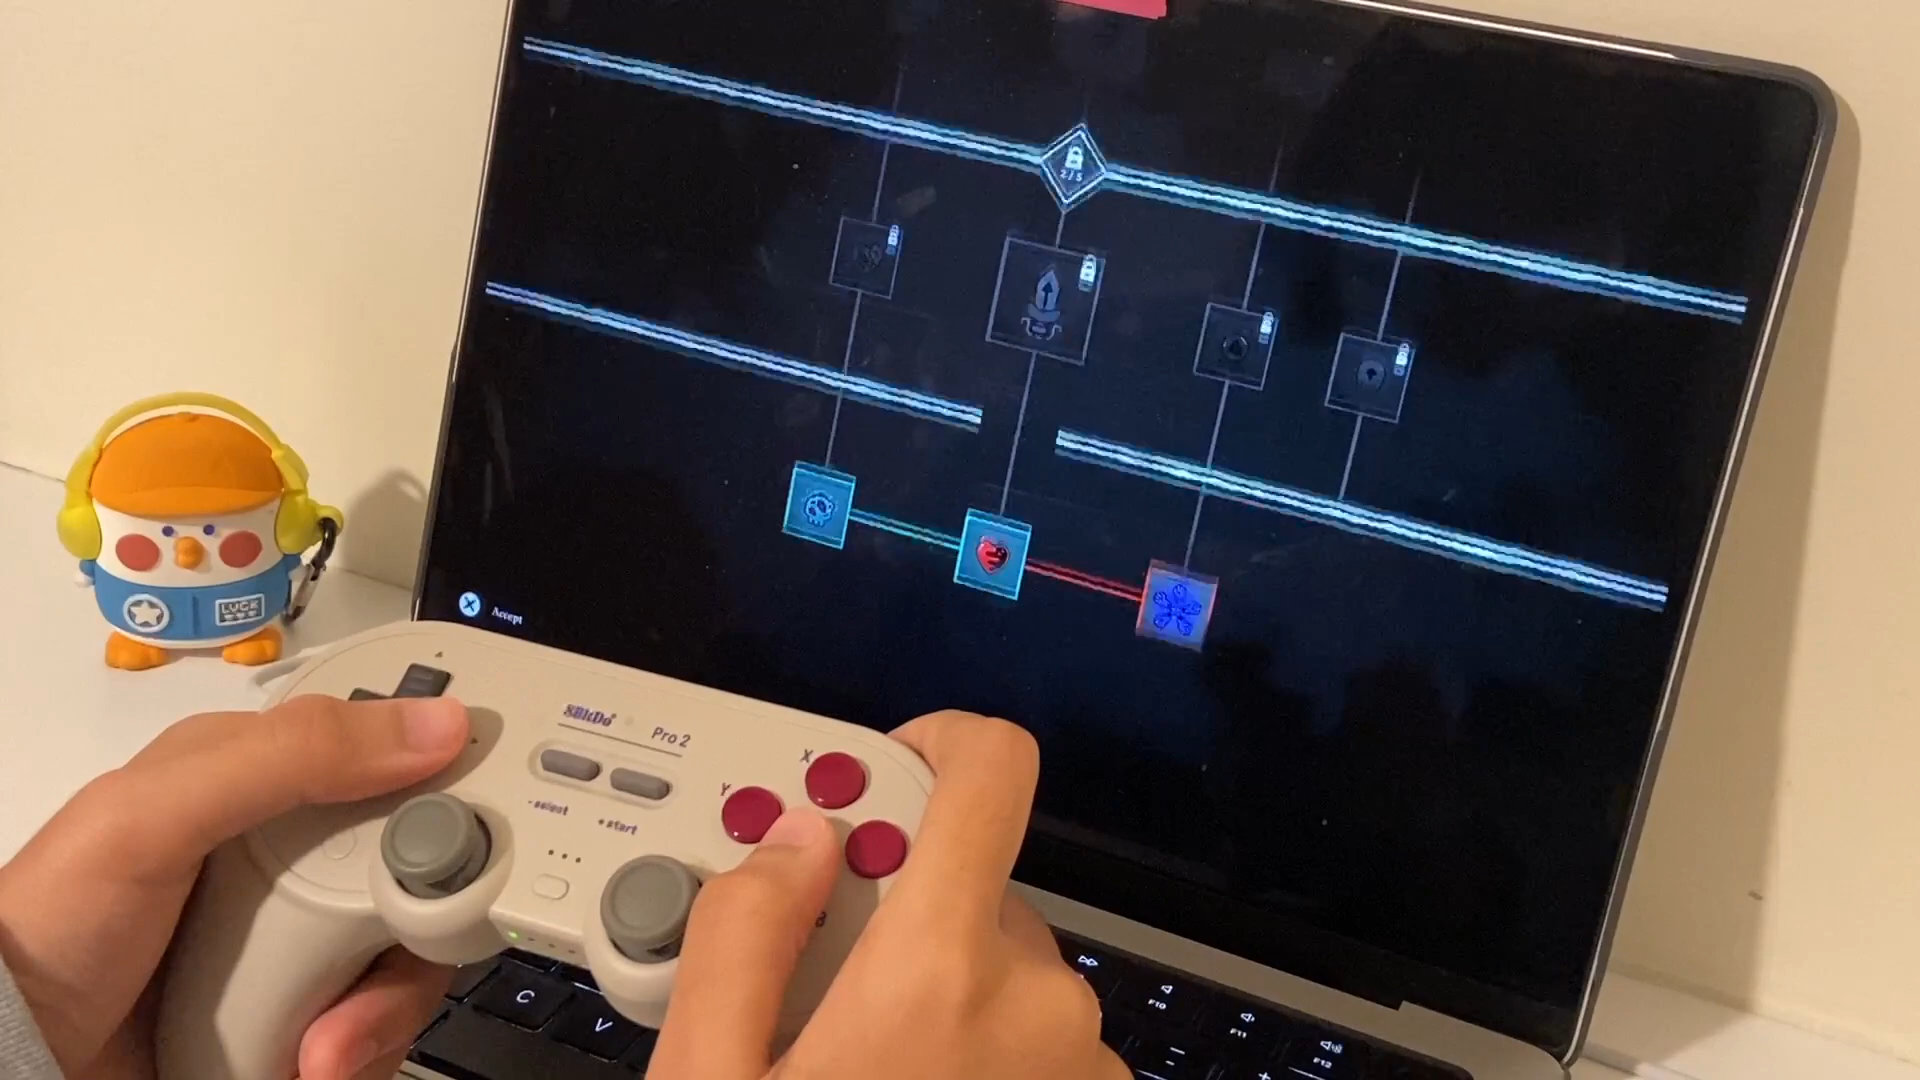 2/5
Accept
LUCK
8BitDo
Pro 2
X
Y
- select
+ start
B
C
V
F10
F11
F12